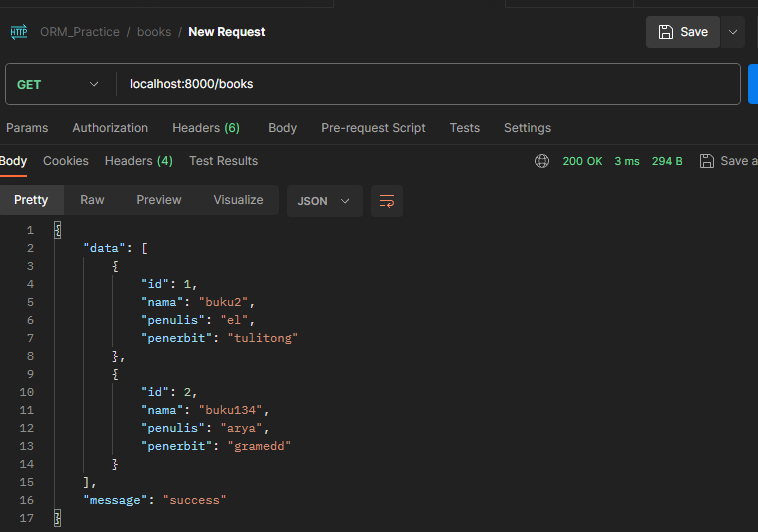 HTTP ORM_Practice / books / New Request Save
GET localhost:8000/books
Params Authorization Headers (6) Body Pre-request Script Tests Settings
Body Cookies Headers (4) Test Results 200 OK 3 ms 294 B Save a
Pretty Raw Preview Visualize JSON
1 {
2 "data": [
3 {
4 "id": 1,
5 "nama": "buku2",
6 "penulis": "el",
7 "penerbit": "tulitong"
8 },
9 {
10 "id": 2,
11 "nama": "buku134",
12 "penulis": "arya",
13 "penerbit": "gramedd"
14 }
15 ],
16 "message": "success"
17 }